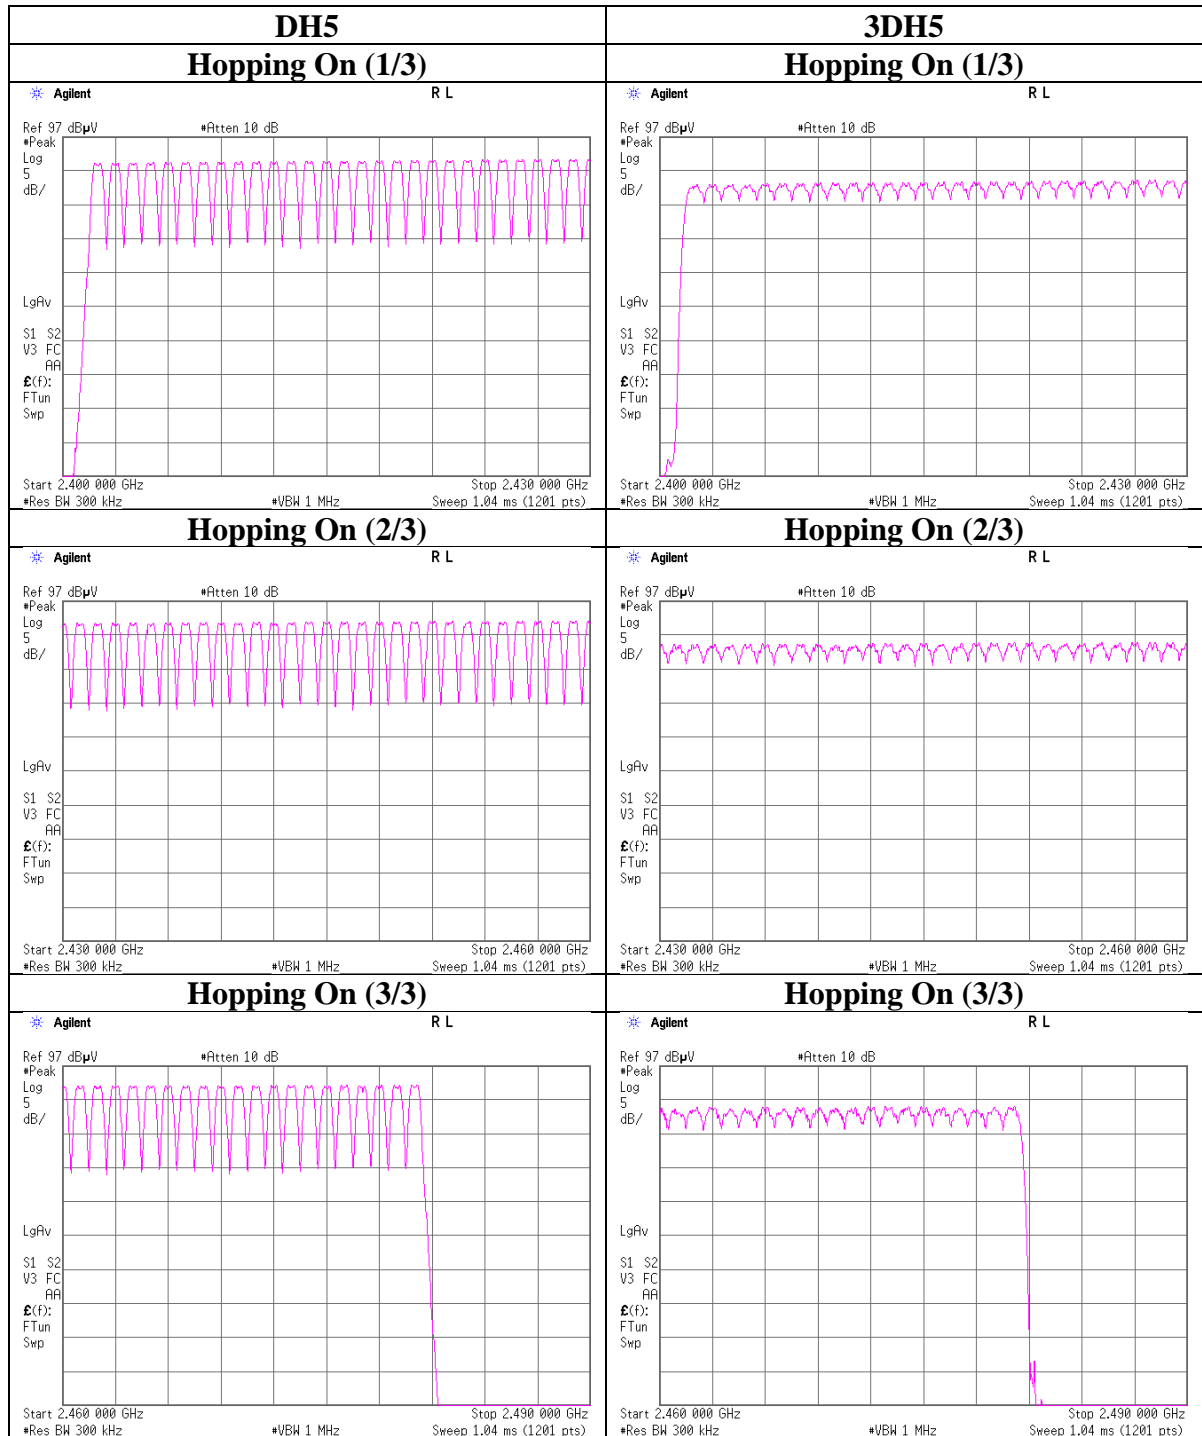 DH5
3DH5
Hopping On (1/3)
Hopping On (1/3)
Agilent
R L
Ref 97 dBµV
#Atten 10 dB
#Peak
Log
5
dB/
LgAv
S1 S2
V3 FC
AA
£(f):
FTun
Swp
Start 2.400 000 GHz
Stop 2.430 000 GHz
#Res BW 300 kHz
#VBW 1 MHz
Sweep 1.04 ms (1201 pts)
Agilent
R L
Ref 97 dBµV
#Atten 10 dB
#Peak
Log
5
dB/
LgAv
S1 S2
V3 FC
AA
£(f):
FTun
Swp
Start 2.400 000 GHz
Stop 2.430 000 GHz
#Res BW 300 kHz
#VBW 1 MHz
Sweep 1.04 ms (1201 pts)
Hopping On (2/3)
Hopping On (2/3)
Agilent
R L
Ref 97 dBµV
#Atten 10 dB
#Peak
Log
5
dB/
LgAv
S1 S2
V3 FC
AA
£(f):
FTun
Swp
Start 2.430 000 GHz
Stop 2.460 000 GHz
#Res BW 300 kHz
#VBW 1 MHz
Sweep 1.04 ms (1201 pts)
Agilent
R L
Ref 97 dBµV
#Atten 10 dB
#Peak
Log
5
dB/
LgAv
S1 S2
V3 FC
AA
£(f):
FTun
Swp
Start 2.430 000 GHz
Stop 2.460 000 GHz
#Res BW 300 kHz
#VBW 1 MHz
Sweep 1.04 ms (1201 pts)
Hopping On (3/3)
Hopping On (3/3)
Agilent
R L
Ref 97 dBµV
#Atten 10 dB
#Peak
Log
5
dB/
LgAv
S1 S2
V3 FC
AA
£(f):
FTun
Swp
Start 2.460 000 GHz
Stop 2.490 000 GHz
#Res BW 300 kHz
#VBW 1 MHz
Sweep 1.04 ms (1201 pts)
Agilent
R L
Ref 97 dBµV
#Atten 10 dB
#Peak
Log
5
dB/
LgAv
S1 S2
V3 FC
AA
£(f):
FTun
Swp
Start 2.460 000 GHz
Stop 2.490 000 GHz
#Res BW 300 kHz
#VBW 1 MHz
Sweep 1.04 ms (1201 pts)